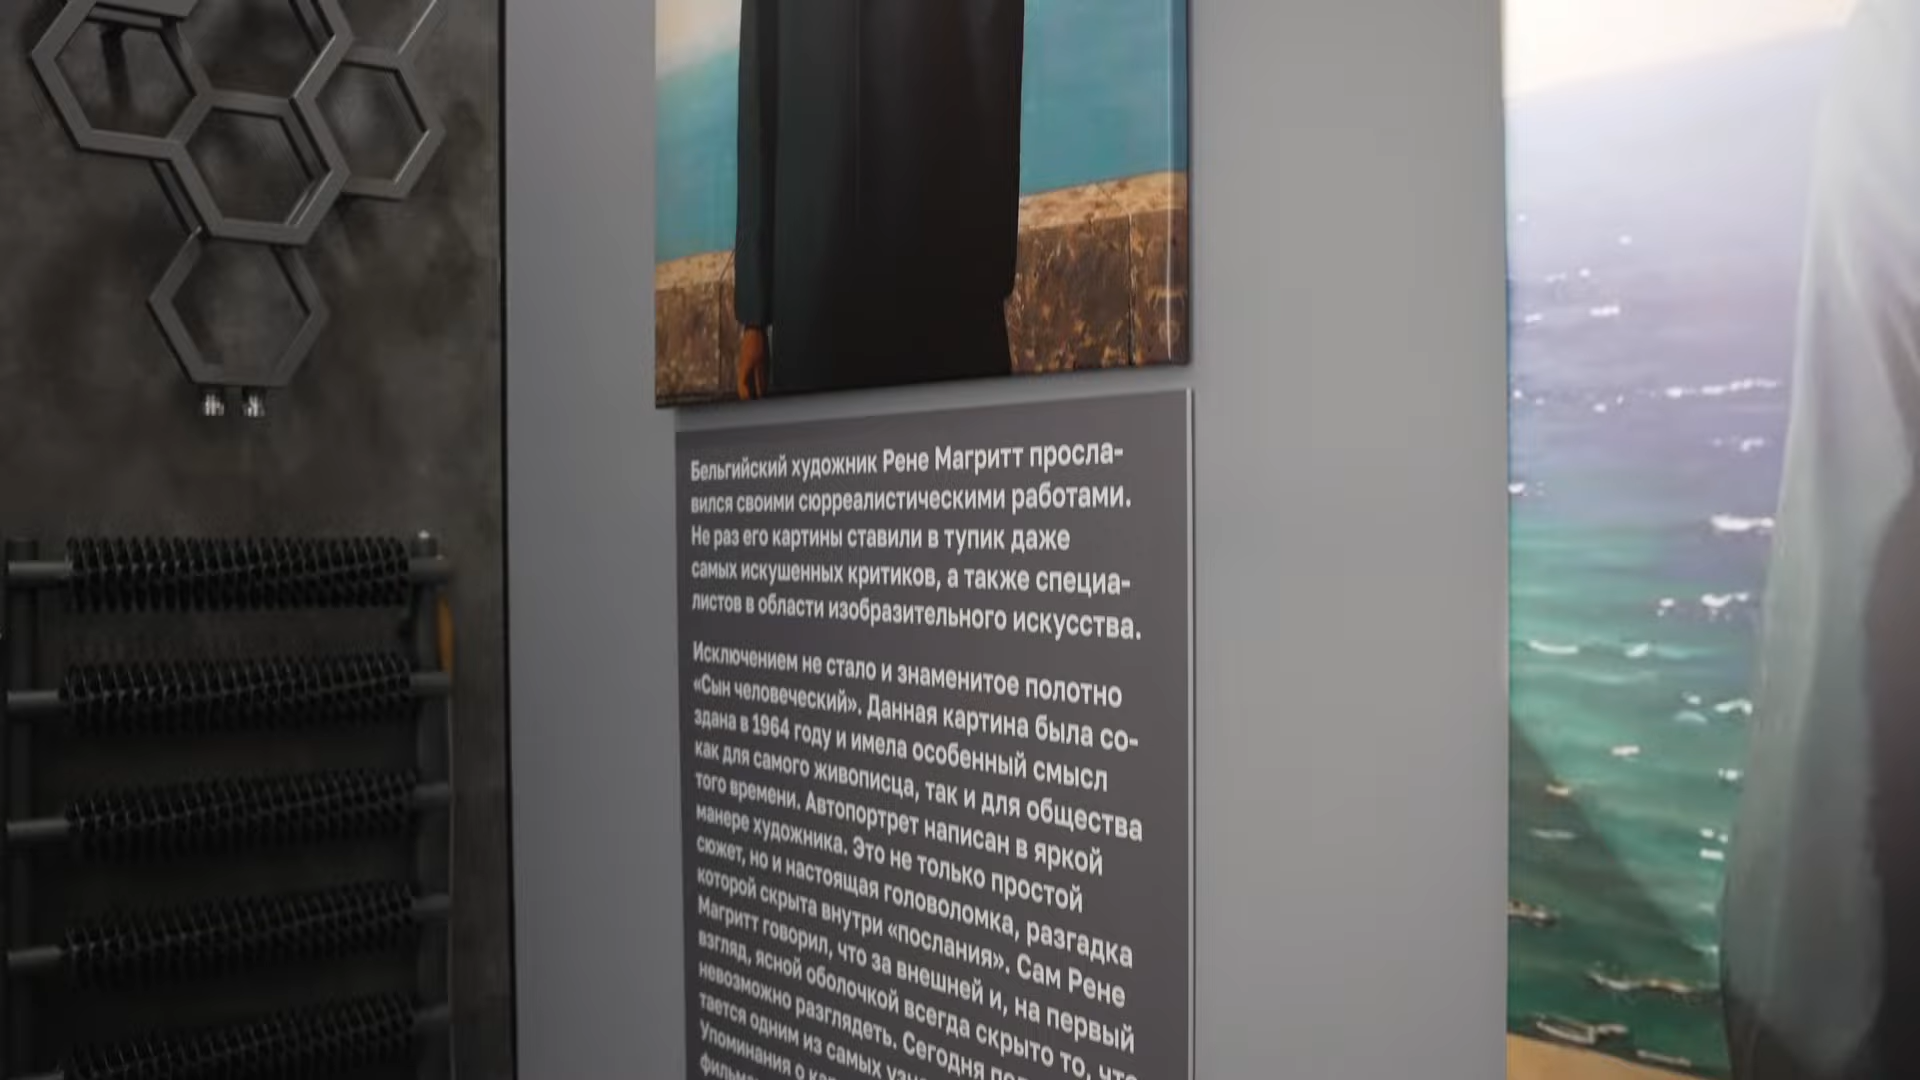 Бельгийский художник Рене Магритт просла-
вился своими сюрреалистическими работами.
Не раз его картины ставили в тупик даже
самых искушенных критиков, а также специа-
листов в области изобразительного искусства.
Исключением не стало и знаменитое полотно
«Сын человеческий». Данная картина была со-
здана в 1964 году и имела особенный смысл
как для самого живописца, так и для общества
того времени. Автопортрет написан в яркой
манере художника. Это не только простой
сюжет, но и настоящая головоломка, разгадка
которой скрыта внутри «послания». Сам Рене
Магритт говорил, что за внешней и, на первый
взгляд, ясной оболочкой всегда скрыто то, что
невозможно разглядеть. Сегодня
тается одним из самых
Упоминания о